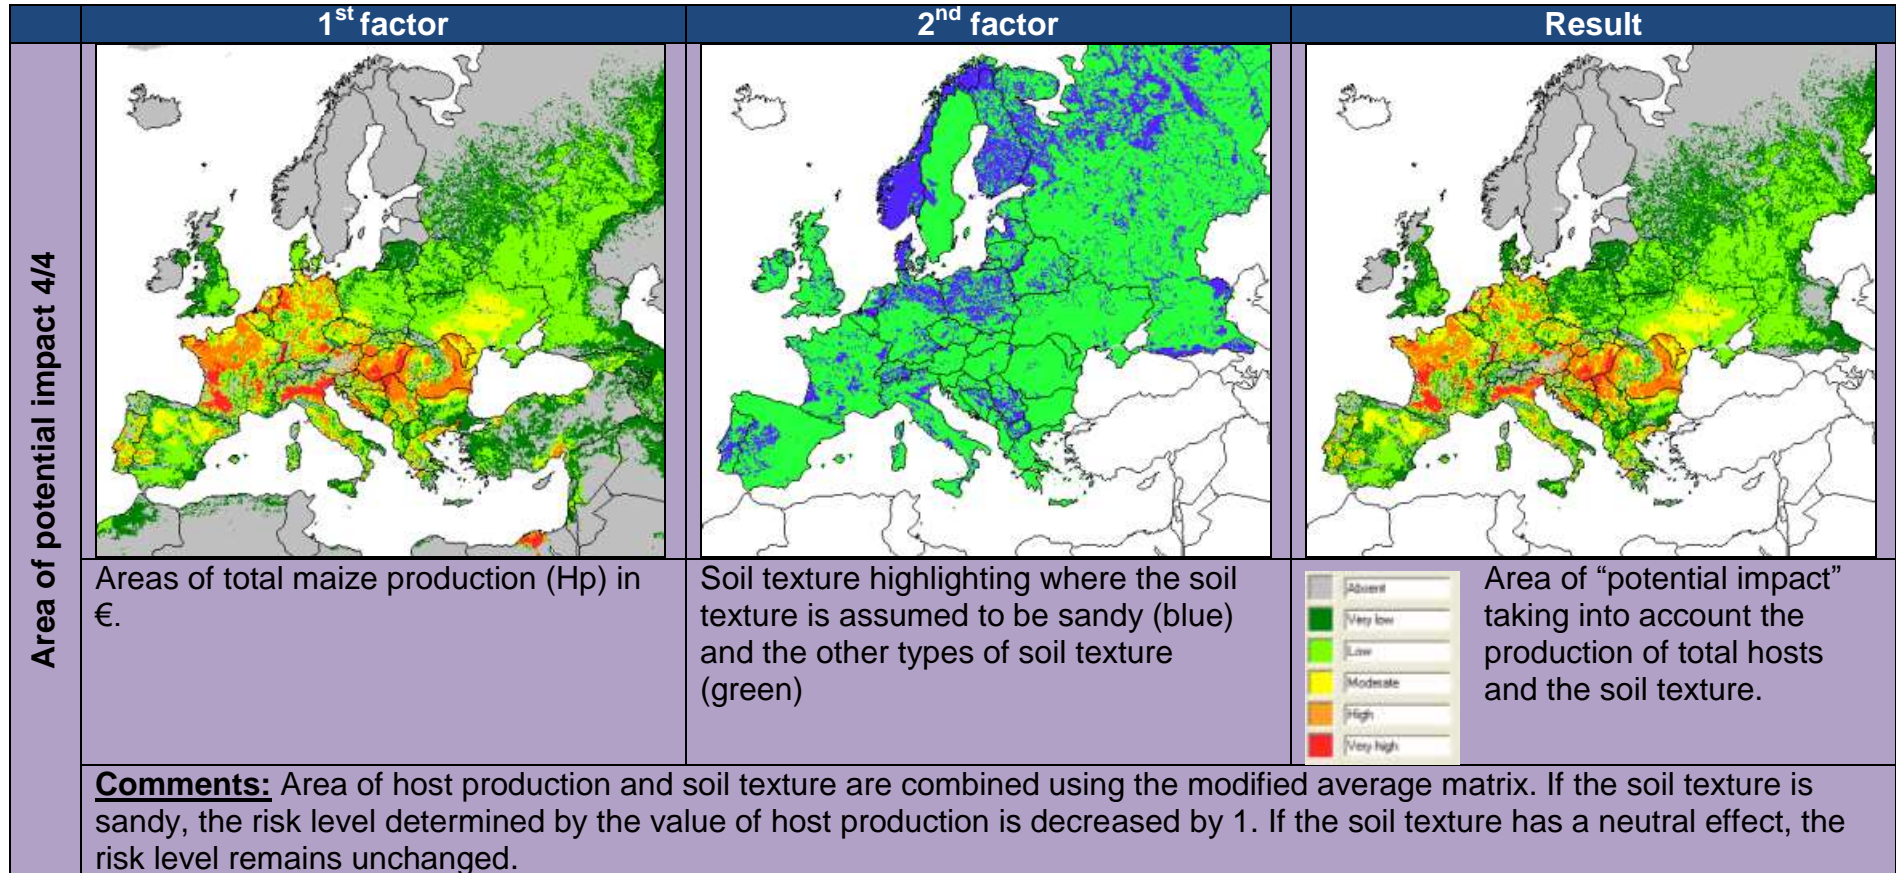 1st factor
2nd factor
Result
Area of potential impact 4/4
Areas of total maize production (Hp) in
€.
Soil texture highlighting where the soil
texture is assumed to be sandy (blue)
and the other types of soil texture
(green)
Absent
Very low
Low
Moderate
High
Very high
Area of “potential impact”
taking into account the
production of total hosts
and the soil texture.
Comments: Area of host production and soil texture are combined using the modified average matrix. If the soil texture is
sandy, the risk level determined by the value of host production is decreased by 1. If the soil texture has a neutral effect, the
risk level remains unchanged.